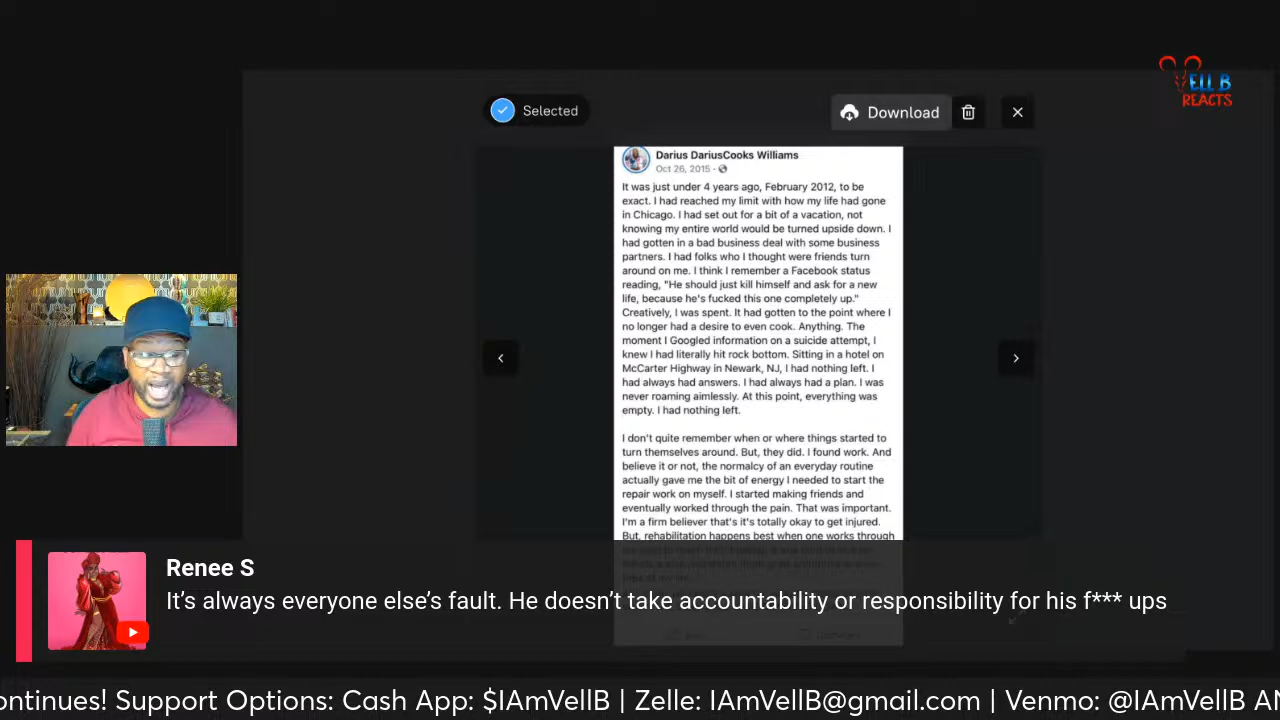 VELL B
REACTS
Selected
Download
Darius DariusCooks Williams
Oct 26, 2015 ·
It was just under 4 years ago, February 2012, to be
exact. I had reached my limit with how my life had gone
in Chicago. I had set out for a bit of a vacation, not
knowing my entire world would be turned upside down. I
had gotten in a bad business deal with some business
partners. I had folks who I thought were friends turn
around on me. I think I remember a Facebook status
reading, "He should just kill himself and ask for a new
life, because he's fucked this one completely up."
Creatively, I was spent. It had gotten to the point where I
no longer had a desire to even cook. Anything. The
moment I Googled information on a suicide attempt, I
knew I had literally hit rock bottom. Sitting in a hotel on
McCarter Highway in Newark, NJ, I had nothing left. I
had always had answers. I had always had a plan. I was
never roaming aimlessly. At this point, everything was
empty. I had nothing left.
I don't quite remember when or where things started to
turn themselves around. But, they did. I found work. And
believe it or not, the normalcy of an everyday routine
actually gave me the bit of energy I needed to start the
repair work on myself. I started making friends and
eventually worked through the pain. That was important.
I'm a firm believer that's it's totally okay to get injured.
But, rehabilitation happens best when one works through
Renee S
It's always everyone else's fault. He doesn't take accountability or responsibility for his f*** ups
ontinues! Support Options: Cash App: $IAmVellB | Zelle: IAmVellB@gmail.com | Venmo: @IAmVellB AN